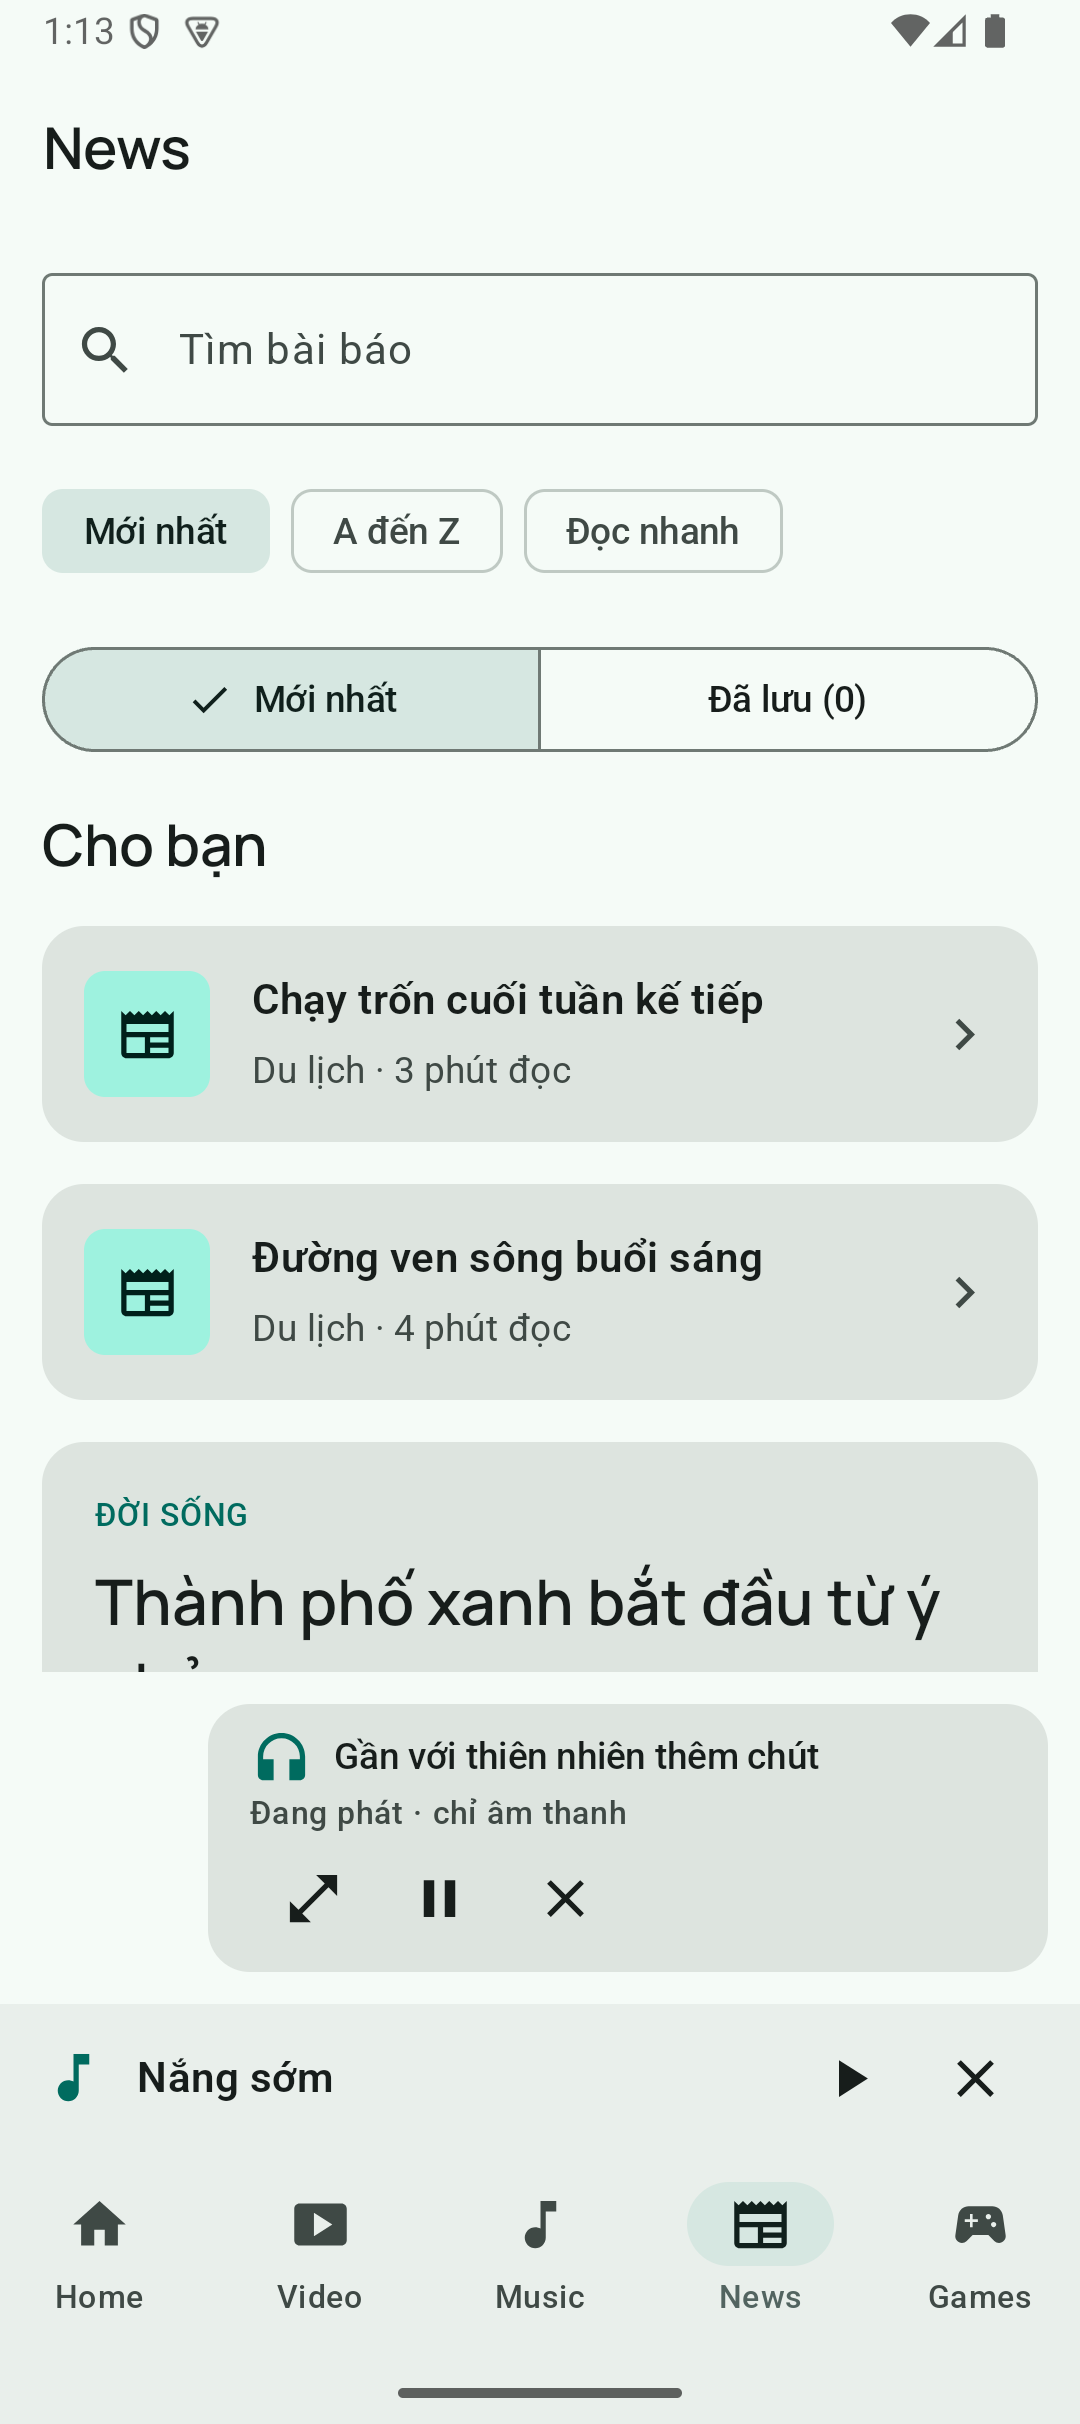 1:13
News
Tìm bài báo
Mới nhất
A đến Z
Đọc nhanh
Mới nhất
Đã lưu (0)
Cho bạn
Chạy trốn cuối tuần kế tiếp
Du lịch · 3 phút đọc
Đường ven sông buổi sáng
Du lịch · 4 phút đọc
ĐỜI SỐNG
Thành phố xanh bắt đầu từ ý
Gần với thiên nhiên thêm chút
Đang phát · chỉ âm thanh
Nắng sớm
Home
Video
Music
News
Games